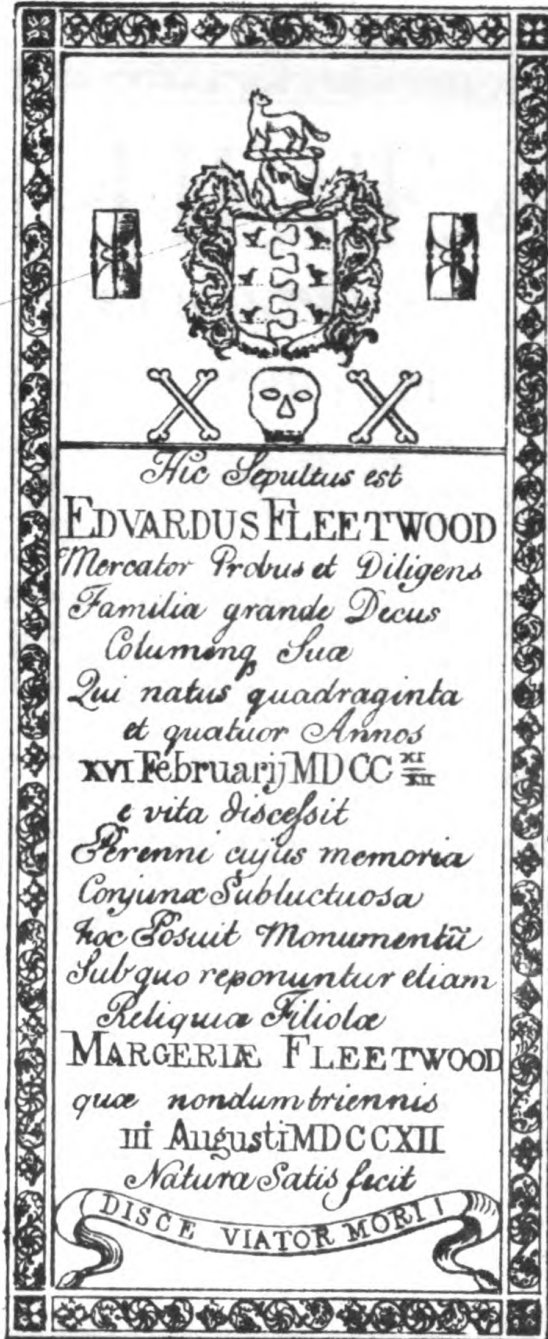 Hic Sepultus est
EDVARDUS FLEETWOOD
Mercator Probus et Diligens
Familiæ grande Decus
Columenqꝫ Suæ
Qui natus quadraginta
et quatuor Annos
XVI Februarij MDCC XI/XII
e vita discessit
Perenni cujus memoria
Conjunx Subluctuosa
hoc Posuit Monumentū
Sub quo reponuntur etiam
Reliquiæ Filiolæ
MARGERIÆ FLEETWOOD
quæ nondum triennis
iii Augusti MDCCXII
Naturæ Satis fecit
DISCE VIATOR MORI !